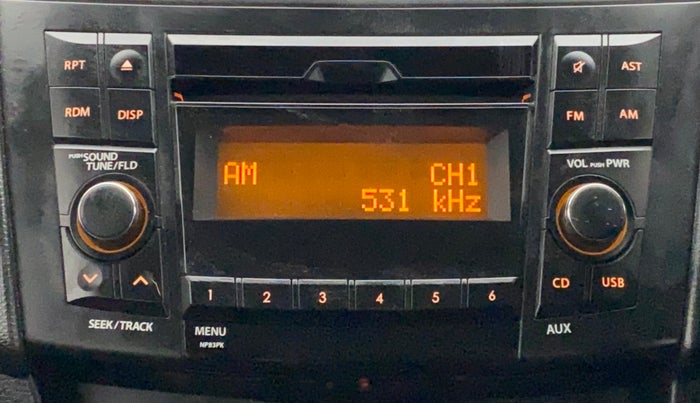 RPT
AST
RDM
DISP
FM
AM
PUSH SOUND
TUNE/FLD
VOL PUSH PWR
AM
CH1
531 kHz
CD
USB
1
2
3
4
5
6
SEEK/TRACK
MENU
AUX
NP83PK